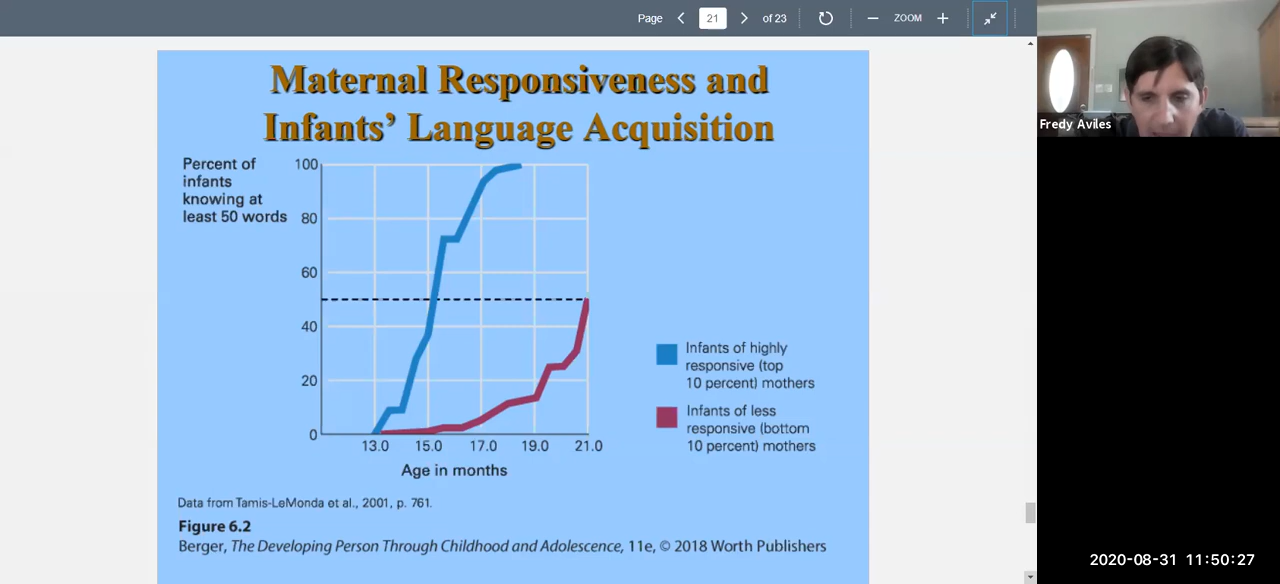 Page 21 of 23 ZOOM
Fredy Aviles
Maternal Responsiveness and
Infants’ Language Acquisition
Percent of
infants
knowing at
least 50 words
100
80
60
40
20
0
13.0 15.0 17.0 19.0 21.0
Age in months
Infants of highly
responsive (top
10 percent) mothers
Infants of less
responsive (bottom
10 percent) mothers
Data from Tamis-LeMonda et al., 2001, p. 761.
Figure 6.2
Berger, The Developing Person Through Childhood and Adolescence, 11e, © 2018 Worth Publishers
2020-08-31 11:50:27